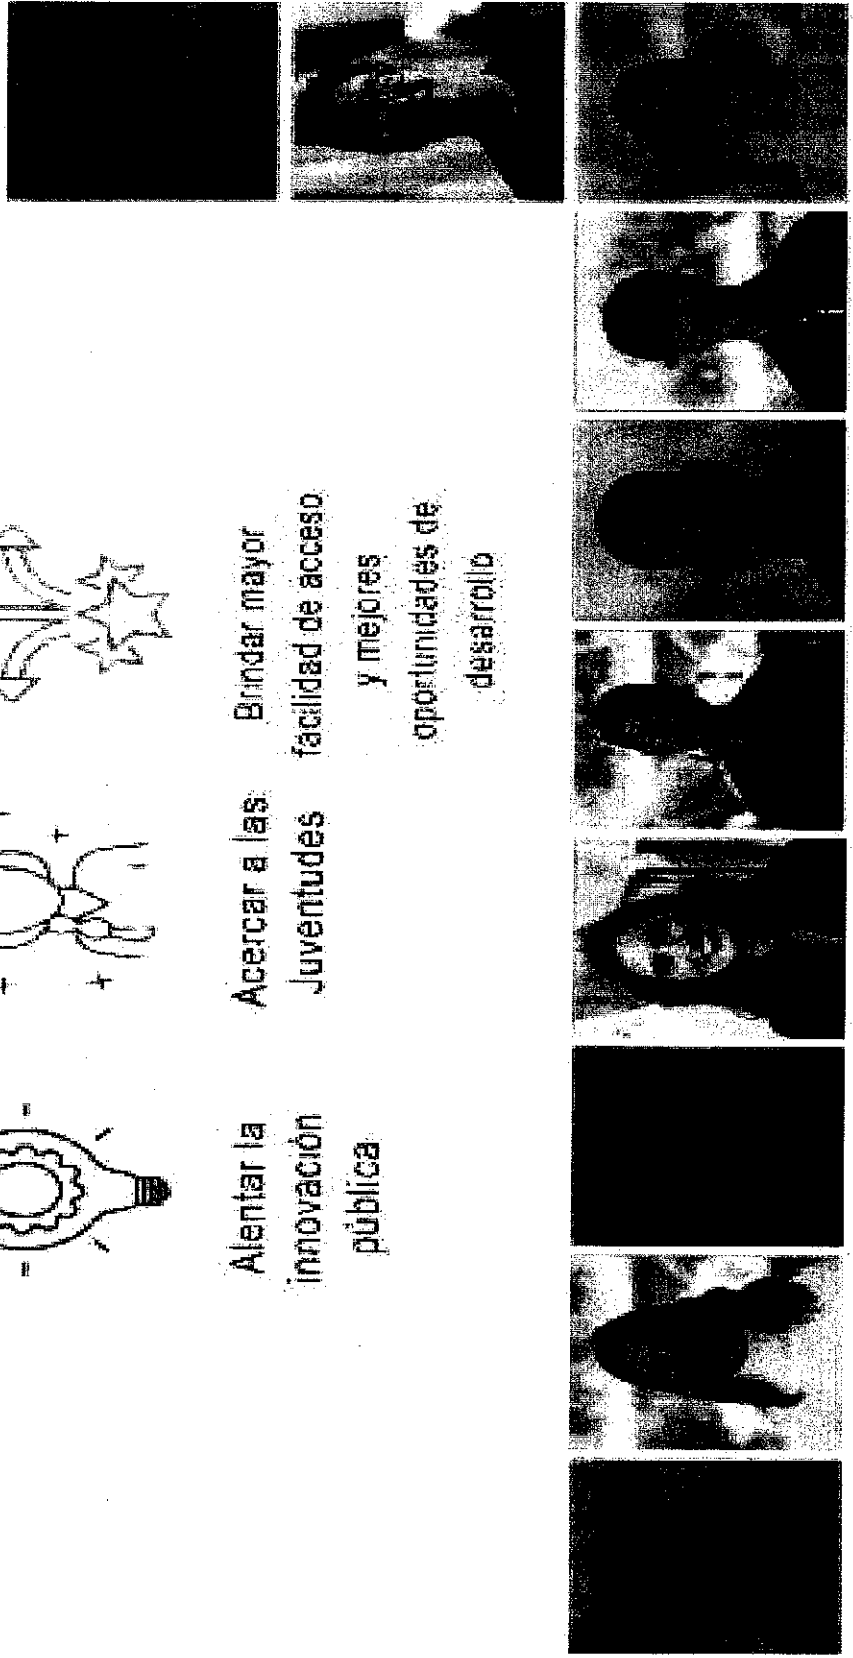 Alentar la
innovación
pública
Acercar a las
Juventudes
Brindar mayor
facilidad de acceso
y mejores
oportunidades de
desarrollo